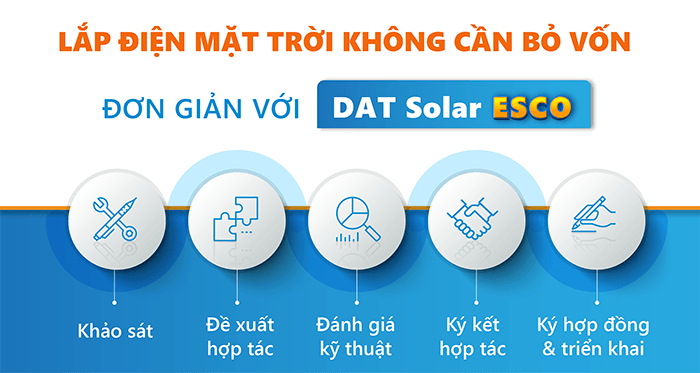 LẮP ĐIỆN MẶT TRỜI KHÔNG CẦN BỎ VỐN
ĐƠN GIẢN VỚI DAT Solar ESCO
Khảo sát
Đề xuất
hợp tác
Đánh giá
kỹ thuật
Ký kết
hợp tác
Ký hợp đồng
& triển khai